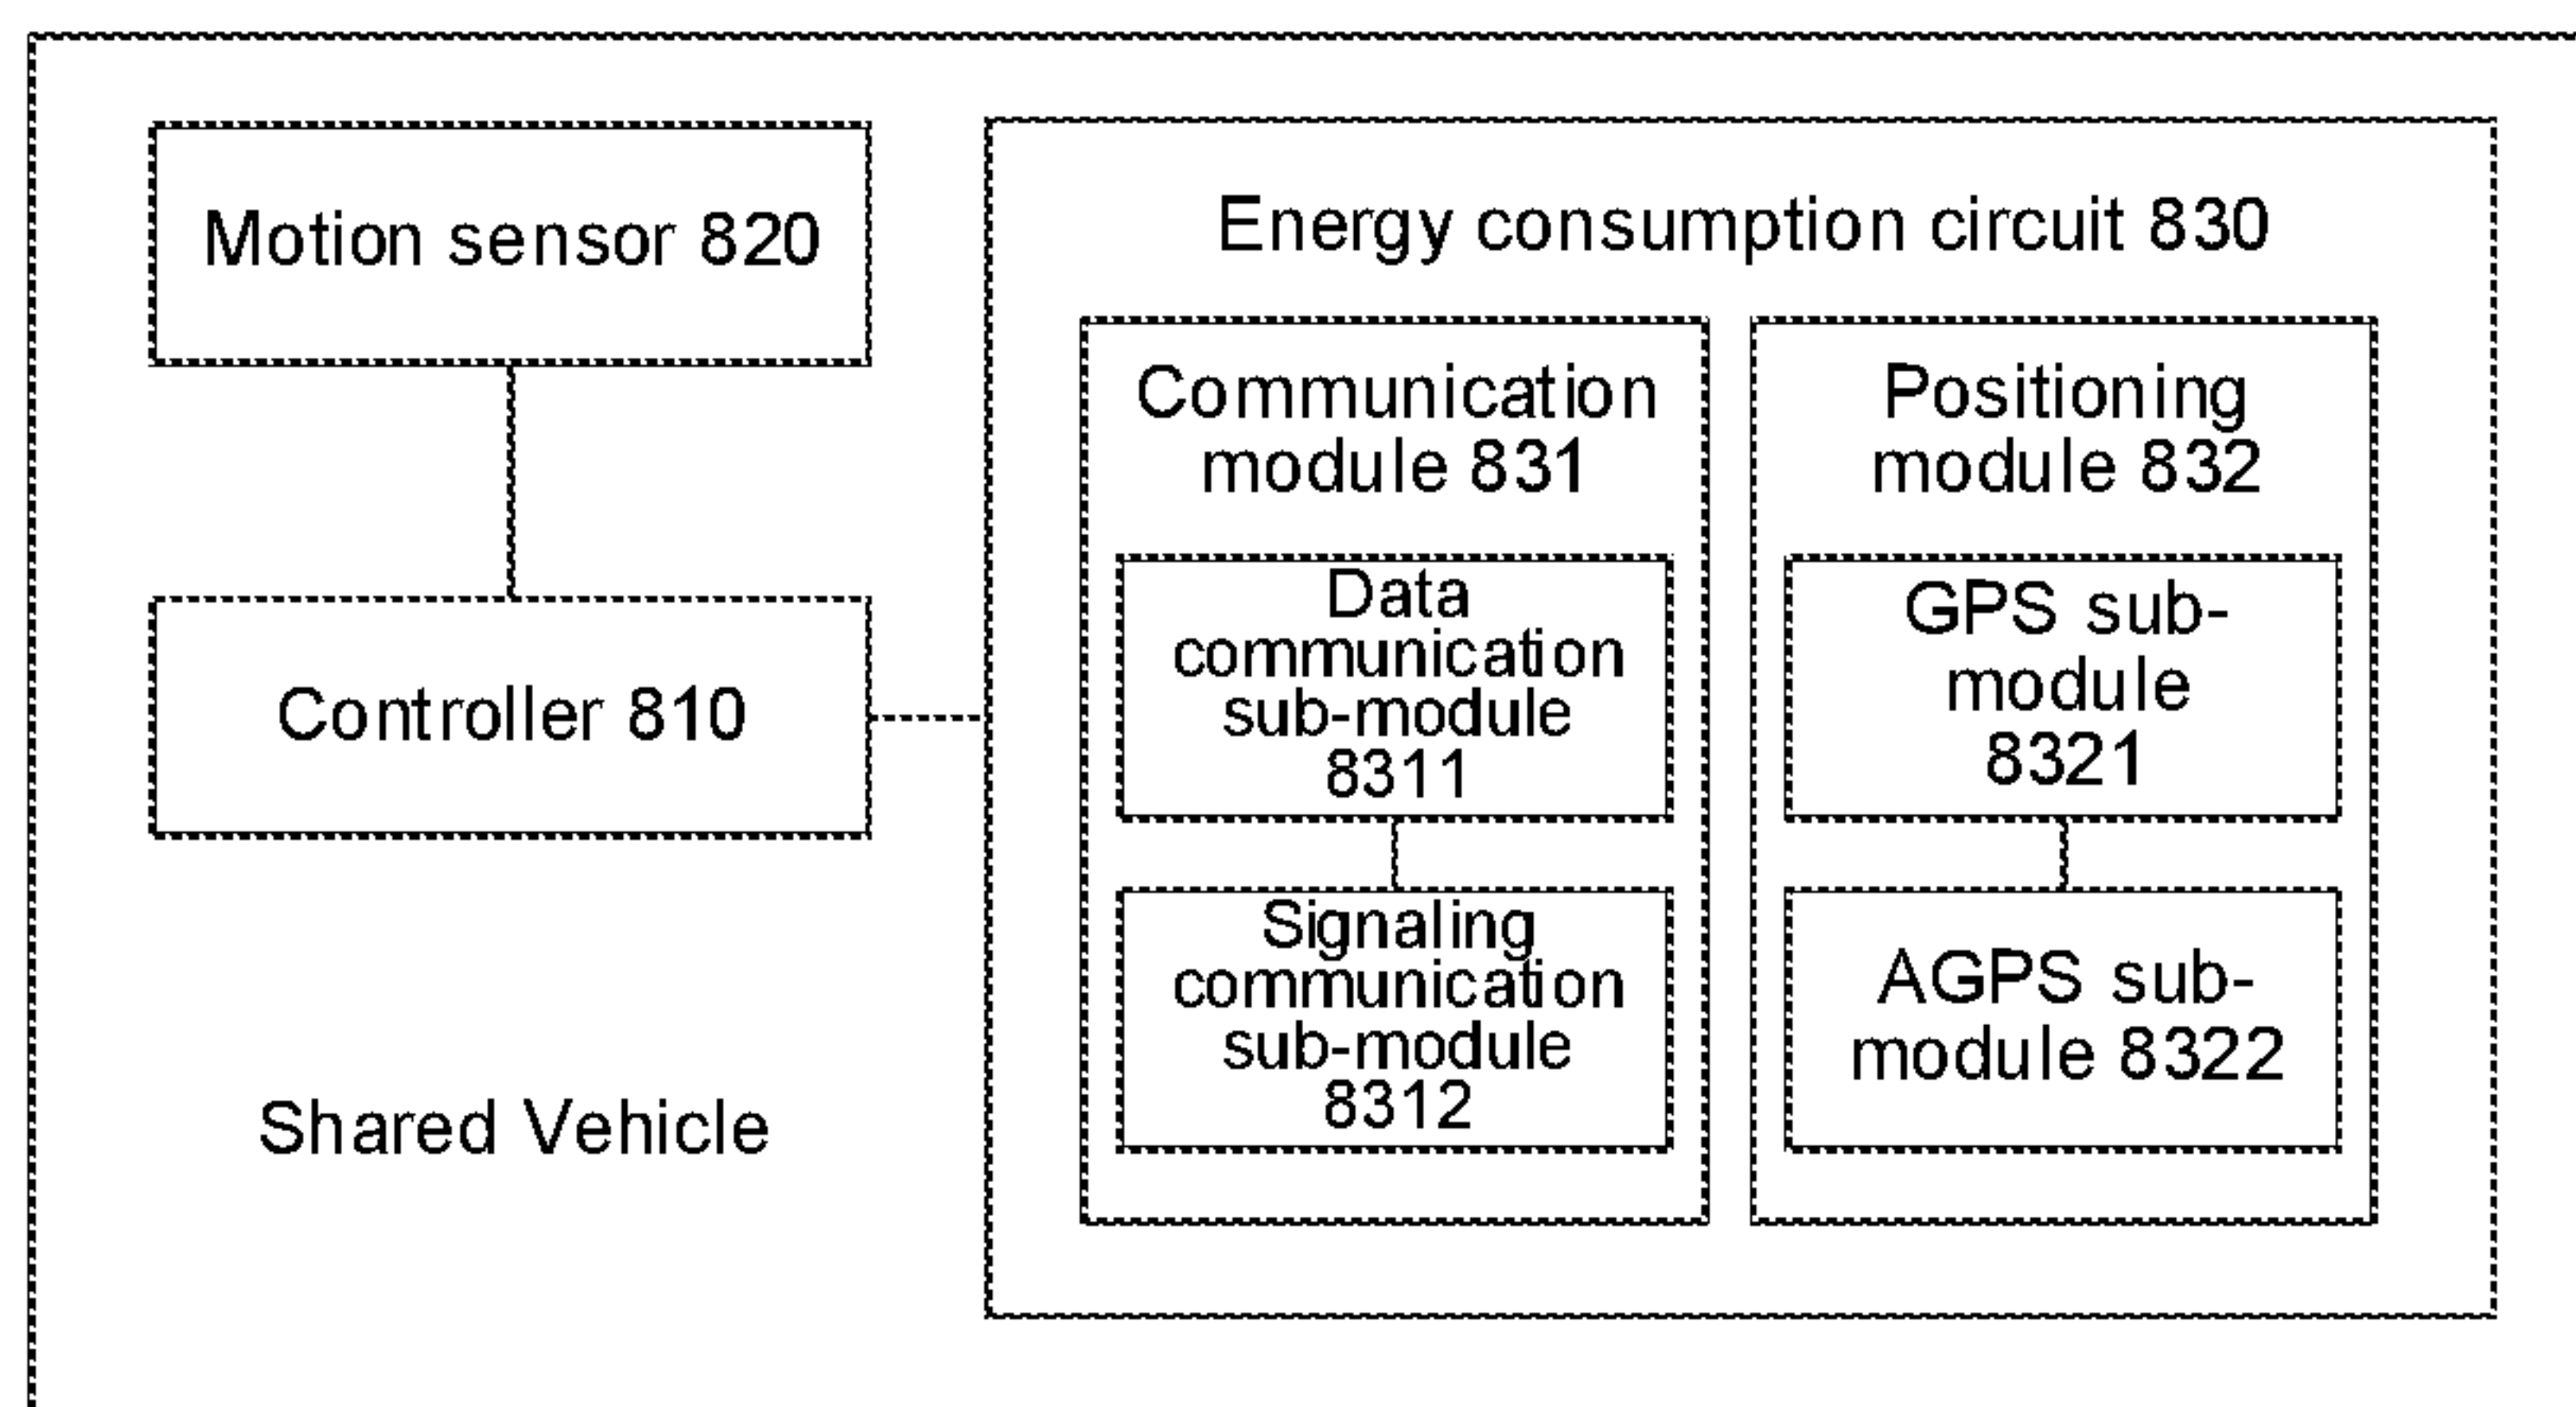 Motion sensor 820
Controller 810
Shared Vehicle
Energy consumption circuit 830
Communication
module 831
Data
communication
sub-module
8311
Signaling
communication
sub-module
8312
Positioning
module 832
GPS sub-
module
8321
AGPS sub-
module 8322